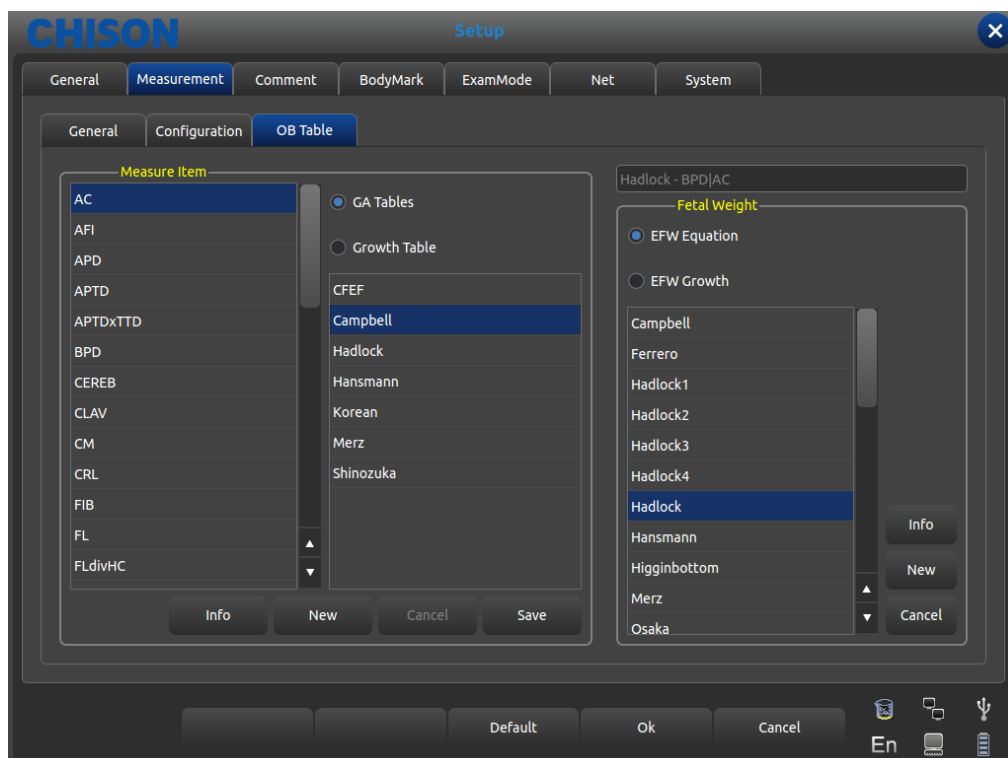 CHISON
Setup
General Measurement Comment BodyMark ExamMode Net System
General Configuration OB Table
Measure Item
AC
AFI
APD
APTD
APTDxTTD
BPD
CEREB
CLAV
CM
CRL
FIB
FL
FLdivHC
GA Tables
Growth Table
CFEF
Campbell
Hadlock
Hansmann
Korean
Merz
Shinozuka
Info New Cancel Save
Hadlock - BPD|AC
Fetal Weight
EFW Equation
EFW Growth
Campbell
Ferrero
Hadlock1
Hadlock2
Hadlock3
Hadlock4
Hadlock
Hansmann
Higginbottom
Merz
Osaka
Info
New
Cancel
Default Ok Cancel
En